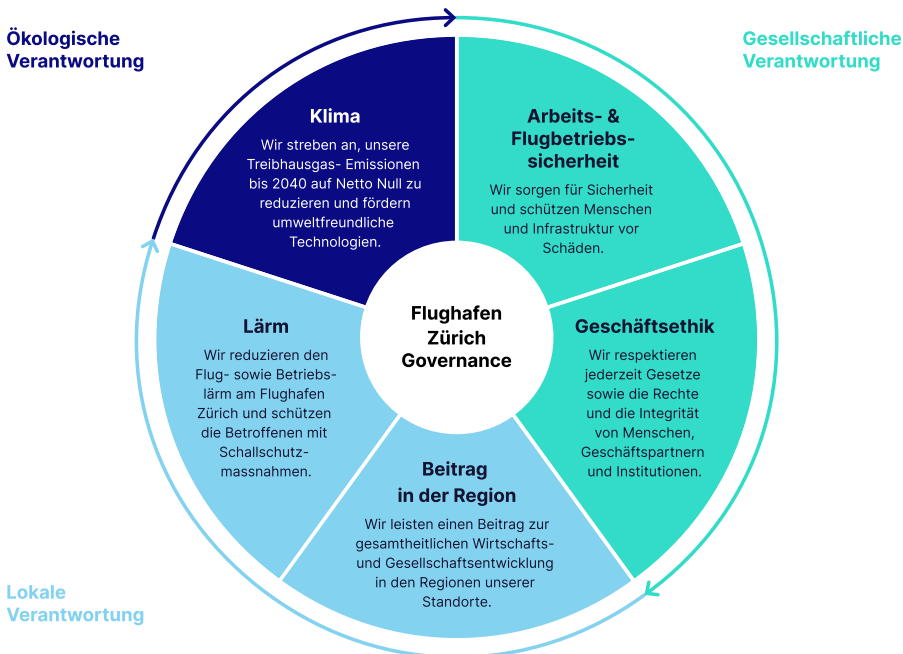 Ökologische
Verantwortung
Gesellschaftliche
Verantwortung
Klima
Wir streben an, unsere
Treibhausgas- Emissionen
bis 2040 auf Netto Null zu
reduzieren und fördern
umweltfreundliche
Technologien.
Arbeits- &
Flugbetriebs-
sicherheit
Wir sorgen für Sicherheit
und schützen Menschen
und Infrastruktur vor
Schäden.
Flughafen
Zürich
Governance
Lärm
Wir reduzieren den
Flug- sowie Betriebs-
lärm am Flughafen
Zürich und schützen
die Betroffenen mit
Schallschutz-
massnahmen.
Geschäftsethik
Wir respektieren
jederzeit Gesetze
sowie die Rechte
und die Integrität
von Menschen,
Geschäftspartnern
und Institutionen.
Beitrag
in der Region
Wir leisten einen Beitrag zur
gesamtheitlichen Wirtschafts-
und Gesellschaftsentwicklung
in den Regionen unserer
Standorte.
Lokale
Verantwortung